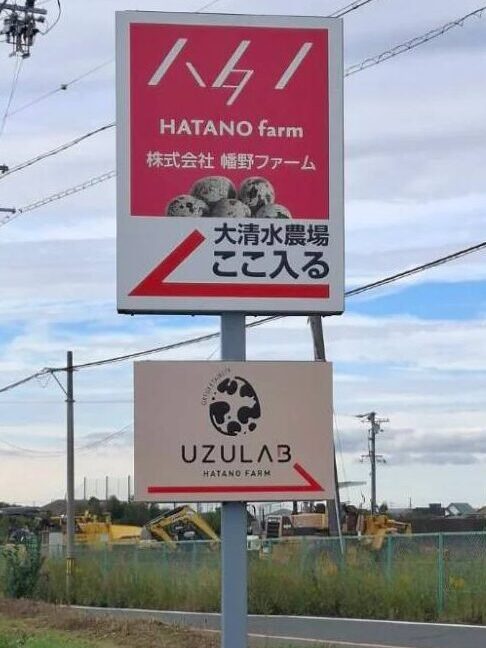 ハタノ
HATANO farm
株式会社 幡野ファーム
大清水農場
ここ入る
UZULAB
HATANO FARM